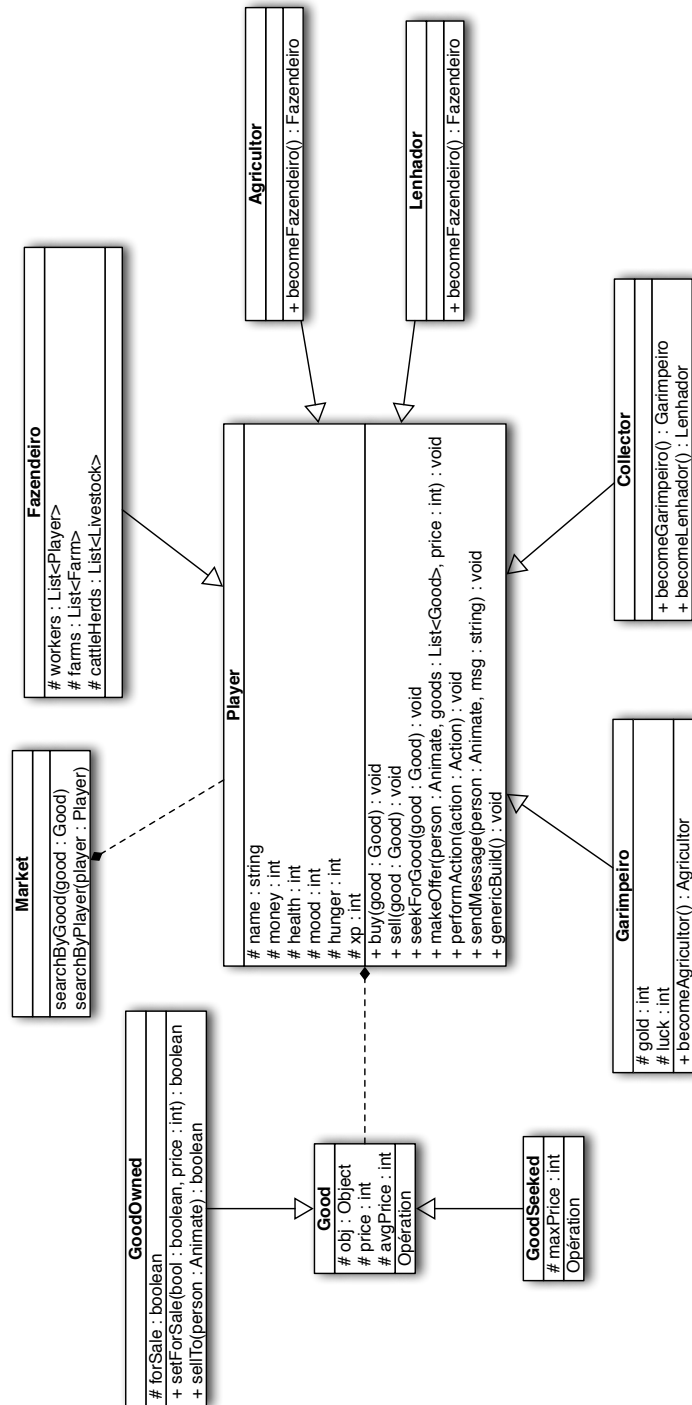 Market
searchByGood(good : Good)
searchByPlayer(player : Player)
Fazendeiro
# workers : List<Player>
# farms : List<Farm>
# cattleHerds : List<Livestock>
GoodOwned
# forSale : boolean
+ setForSale(bool : boolean, price : int) : boolean
+ sellTo(person : Animate) : boolean
Player
# name : string
# money : int
# health : int
# mood : int
# hunger : int
# xp : int
+ buy(good : Good) : void
+ sell(good : Good) : void
+ seekForGood(good : Good) : void
+ makeOffer(person : Animate, goods : List<Good>, price : int) : void
+ performAction(action : Action) : void
+ sendMessage(person : Animate, msg : string) : void
+ genericBuild() : void
Agricultor
+ becomeFazendeiro() : Fazendeiro
Good
# obj : Object
# price : int
# avgPrice : int
Opération
Lenhador
+ becomeFazendeiro() : Fazendeiro
GoodSeeked
# maxPrice : int
Opération
Garimpeiro
# gold : int
# luck : int
+ becomeAgricultor() : Agricultor
Collector
+ becomeGarimpeiro() : Garimpeiro
+ becomeLenhador() : Lenhador